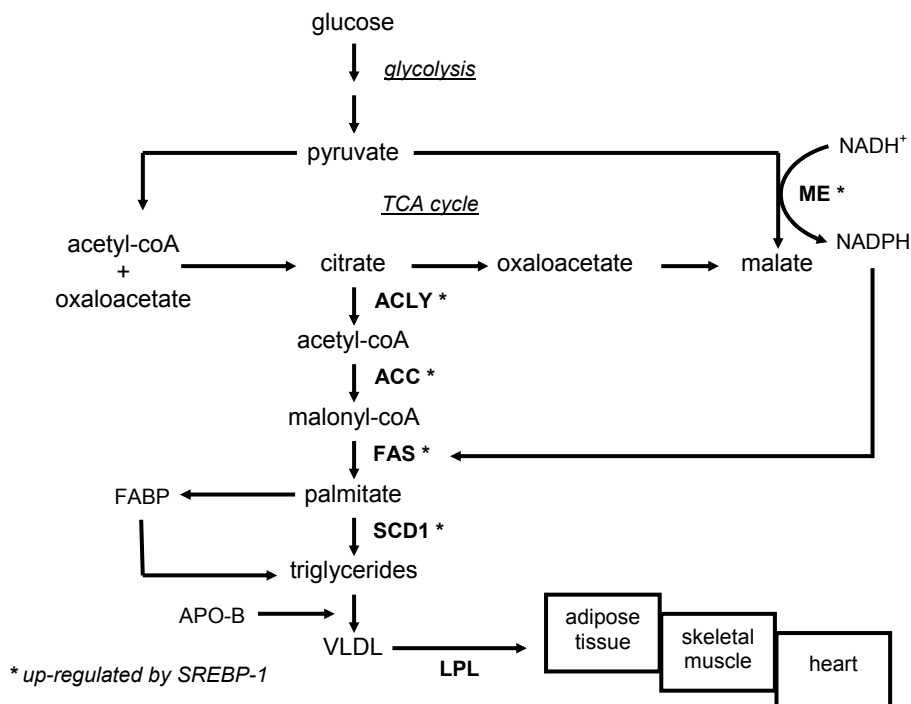 glucose
glycolysis
pyruvate
NADH⁺
ME *
TCA cycle
NADPH
acetyl-coA
+
oxaloacetate
citrate
oxaloacetate
malate
ACLY *
acetyl-coA
ACC *
malonyl-coA
FAS *
FABP
palmitate
SCD1 *
triglycerides
APO-B
VLDL
LPL
adipose
tissue
skeletal
muscle
heart
* up-regulated by SREBP-1